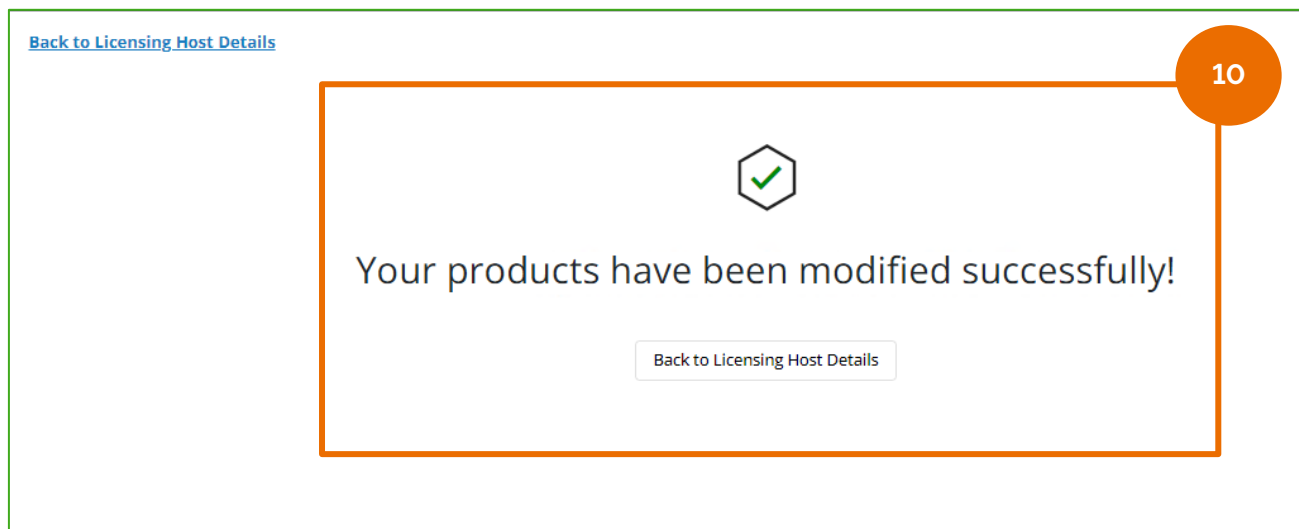 Back to Licensing Host Details
10
Your products have been modified successfully!
Back to Licensing Host Details